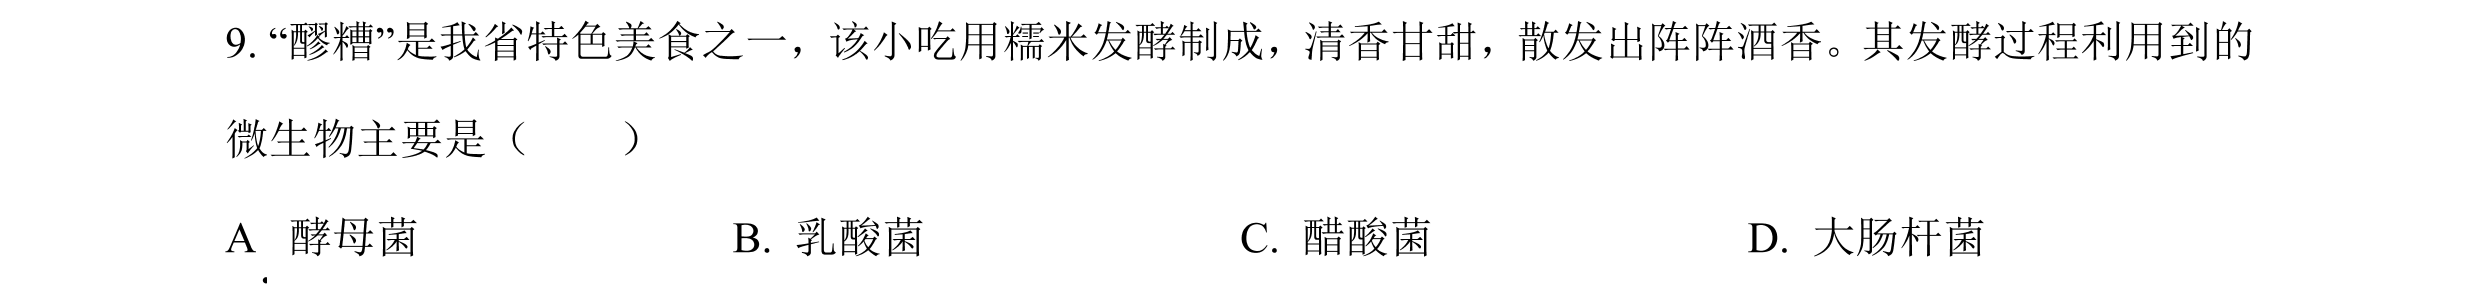 9. “醪糟”是我省特色美食之一，该小吃用糯米发酵制成，清香甘甜，散发出阵阵酒香。其发酵过程利用到的
微生物主要是（　　）
A 酵母菌 B. 乳酸菌 C. 醋酸菌 D. 大肠杆菌
.